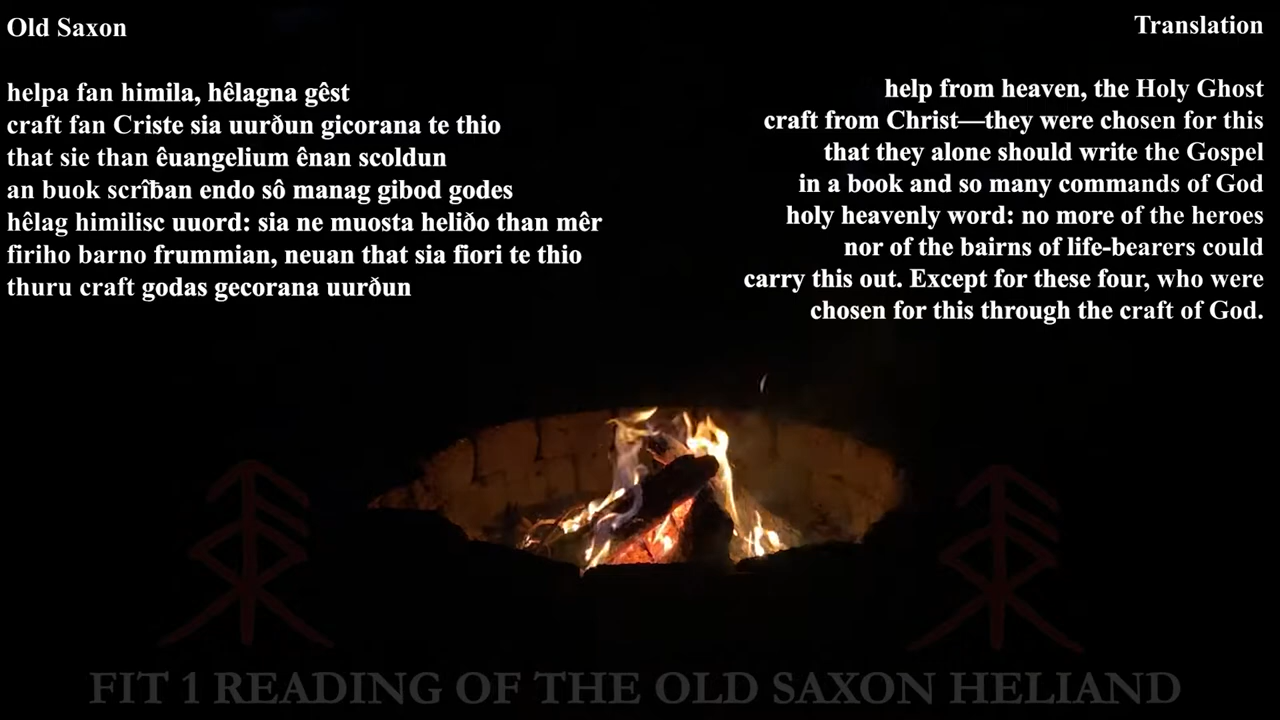 Old Saxon
helpa fan himila, hêlagna gêst
craft fan Criste sia uurðun gicorana te thio
that sie than êuangelium ênan scoldun
an buok scrîƀan endo sô manag gibod godes
hêlag himilisc uuord: sia ne muosta heliðo than mêr
firiho barno frummian, neuan that sia fiori te thio
thuru craft godas gecorana uurðun
Translation
help from heaven, the Holy Ghost
craft from Christ—they were chosen for this
that they alone should write the Gospel
in a book and so many commands of God
holy heavenly word: no more of the heroes
nor of the bairns of life-bearers could
carry this out. Except for these four, who were
chosen for this through the craft of God.
FIT 1 READING OF THE OLD SAXON HELIAND